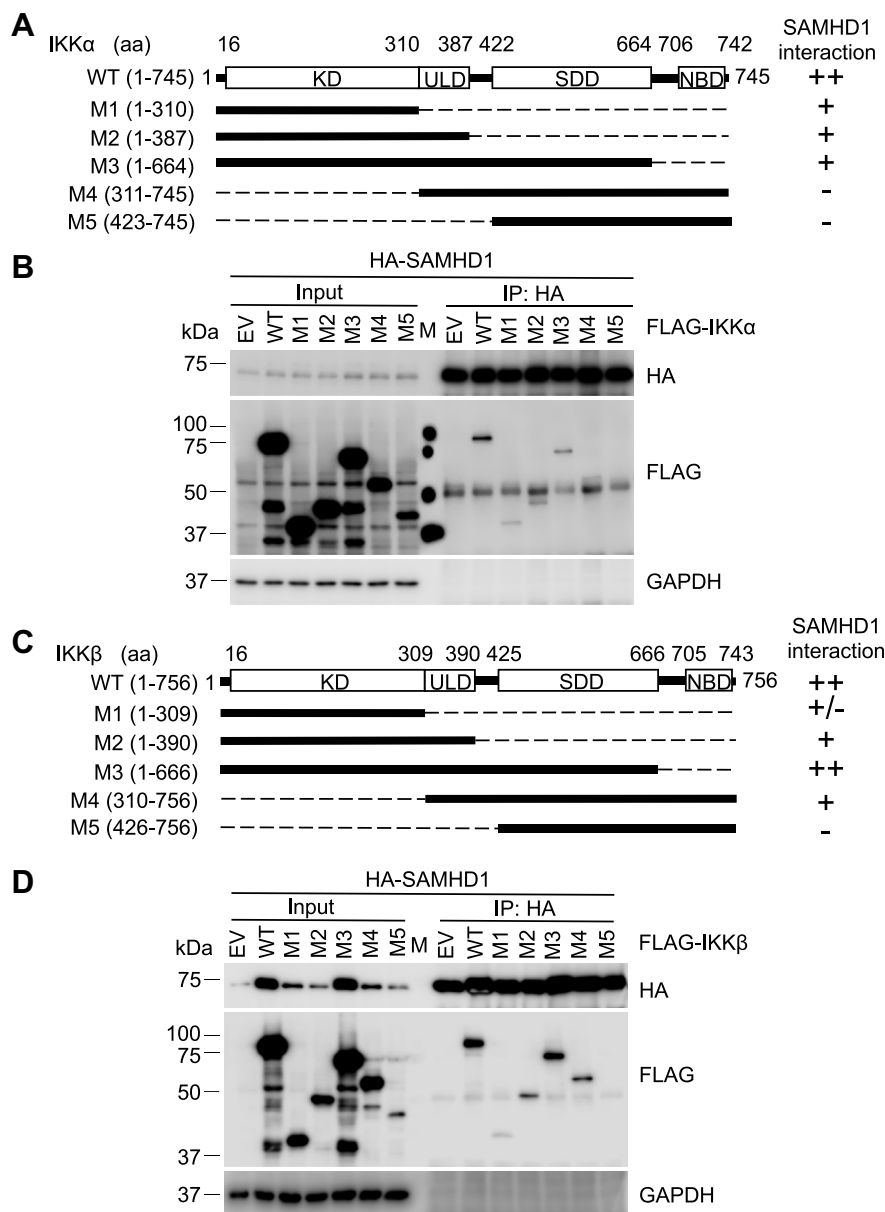 A
IKKα (aa) 16 310 387 422 664 706 742 SAMHD1 interaction
WT (1-745) 1 KD ULD SDD NBD 745 ++
M1 (1-310) +
M2 (1-387) +
M3 (1-664) +
M4 (311-745) -
M5 (423-745) -
B
HA-SAMHD1
Input IP: HA
kDa EV WT M1 M2 M3 M4 M5 M EV WT M1 M2 M3 M4 M5 FLAG-IKKα
75 HA
100
75 FLAG
50
37
37 GAPDH
C
IKKβ (aa) 16 309 390 425 666 705 743 SAMHD1 interaction
WT (1-756) 1 KD ULD SDD NBD 756 ++
M1 (1-309) +/-
M2 (1-390) +
M3 (1-666) ++
M4 (310-756) +
M5 (426-756) -
D
HA-SAMHD1
Input IP: HA
kDa EV WT M1 M2 M3 M4 M5 M EV WT M1 M2 M3 M4 M5 FLAG-IKKβ
75 HA
100
75 FLAG
50
37
37 GAPDH